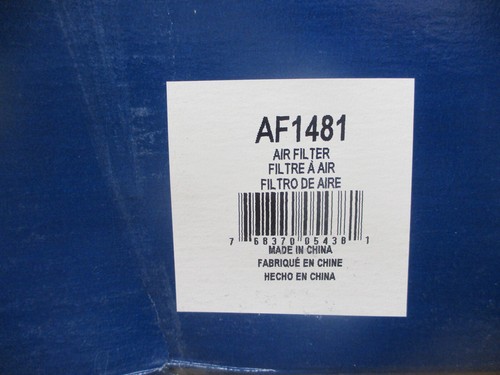 AF1481
AIR FILTER
FILTRE À AIR
FILTRO DE AIRE
7 68370 05438 1
MADE IN CHINA
FABRIQUÉ EN CHINE
HECHO EN CHINA